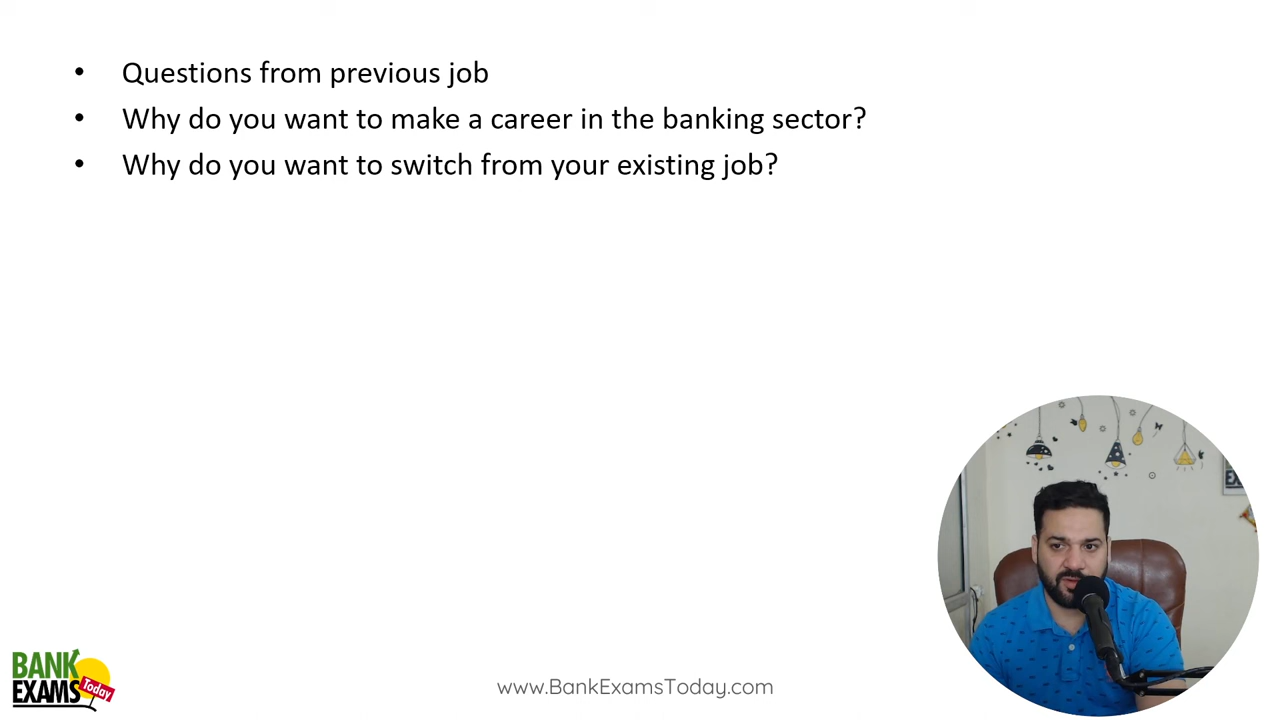 • Questions from previous job
• Why do you want to make a career in the banking sector?
• Why do you want to switch from your existing job?
BANK
EXAMS
Today
www.BankExamsToday.com